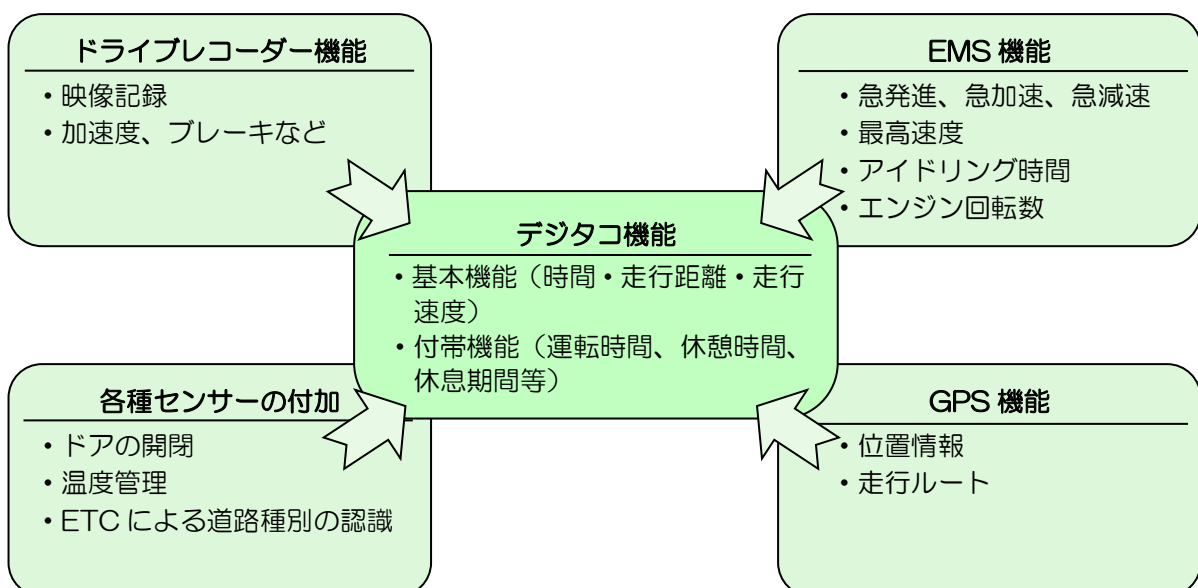 ドライブレコーダー機能
・映像記録
・加速度、ブレーキなど
EMS 機能
・急発進、急加速、急減速
・最高速度
・アイドリング時間
・エンジン回転数
デジタコ機能
・基本機能（時間・走行距離・走行
速度）
・付帯機能（運転時間、休憩時間、
休息期間等）
各種センサーの付加
・ドアの開閉
・温度管理
・ETC による道路種別の認識
GPS 機能
・位置情報
・走行ルート